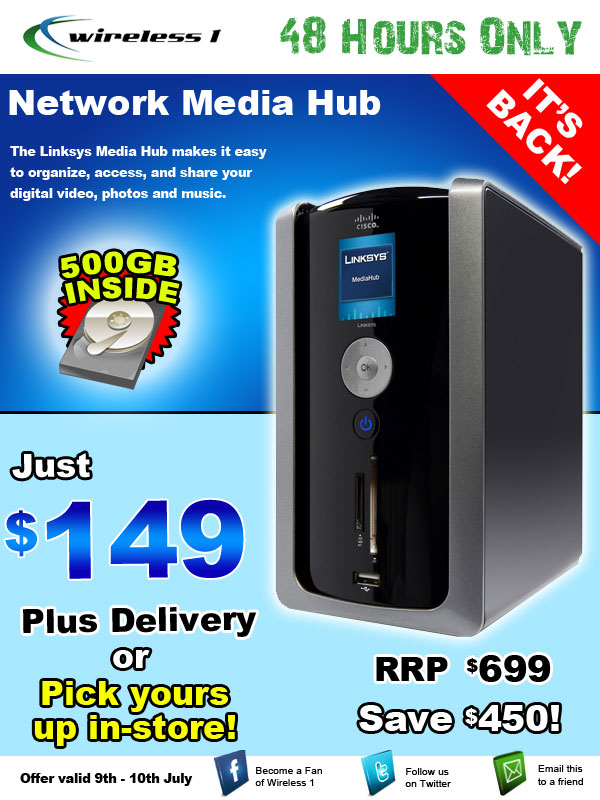 wireless 1
48 Hours Only
Network Media Hub
IT'S
BACK!
The Linksys Media Hub makes it easy
to organize, access, and share your
digital video, photos and music.
500GB
INSIDE
CISCO
LINKSYS®
MediaHub
OK
Just
$149
Plus Delivery
or
Pick yours
up in-store!
RRP $699
Save $450!
Offer valid 9th - 10th July
Become a Fan
of Wireless 1
Follow us
on Twitter
Email this
to a friend